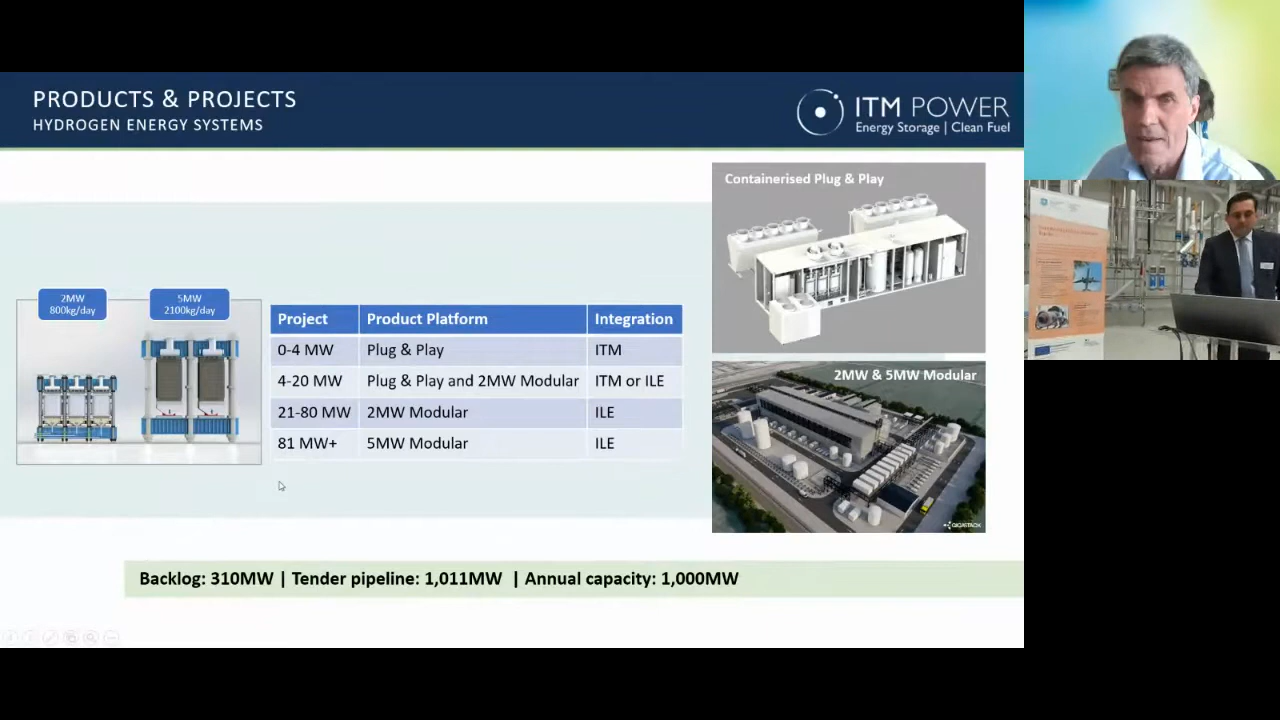 PRODUCTS & PROJECTS
HYDROGEN ENERGY SYSTEMS
ITM POWER
Energy Storage | Clean Fuel
Containerised Plug & Play
2MW
800kg/day
5MW
2100kg/day
Project Product Platform Integration
0-4 MW Plug & Play ITM
4-20 MW Plug & Play and 2MW Modular ITM or ILE
21-80 MW 2MW Modular ILE
81 MW+ 5MW Modular ILE
2MW & 5MW Modular
GIGASTACK
Backlog: 310MW | Tender pipeline: 1,011MW | Annual capacity: 1,000MW